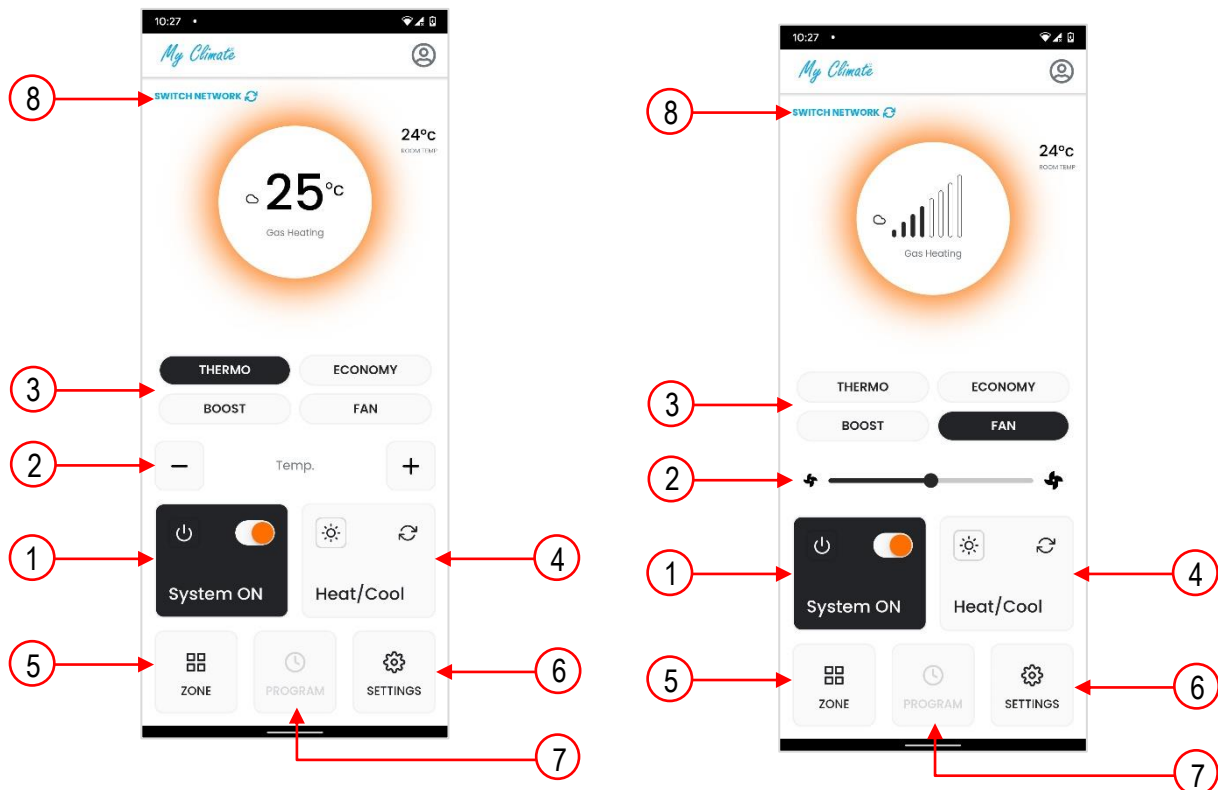 10:27
My Climate
8
SWITCH NETWORK
24°c
ROOM TEMP
25°c
Gas Heating
3
THERMO
ECONOMY
BOOST
FAN
2
−
Temp.
+
1
System ON
Heat/Cool
4
5
ZONE
PROGRAM
SETTINGS
6
7
10:27
My Climate
8
SWITCH NETWORK
24°c
ROOM TEMP
Gas Heating
3
THERMO
ECONOMY
BOOST
FAN
2
1
System ON
Heat/Cool
4
5
ZONE
PROGRAM
SETTINGS
6
7